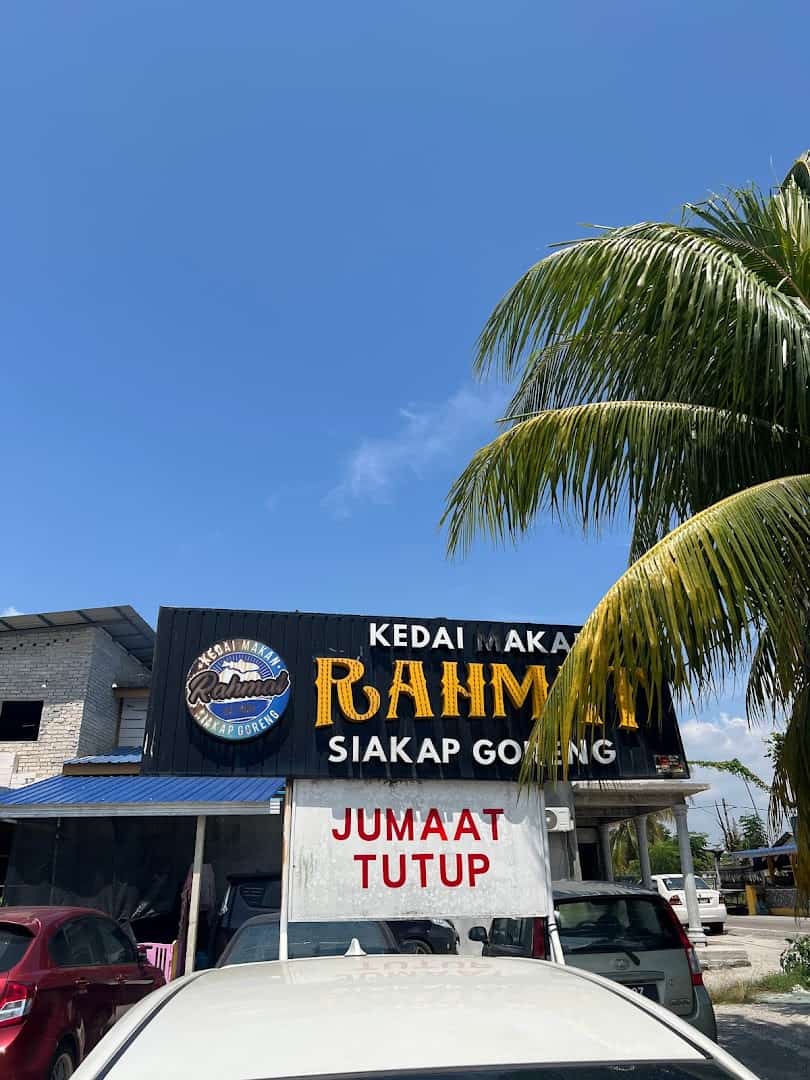 KEDAI MAKAN
RAHMAT
SIAKAP GORENG
KEDAI MAKAN
Rahmat
SIAKAP GORENG
JUMAAT
TUTUP